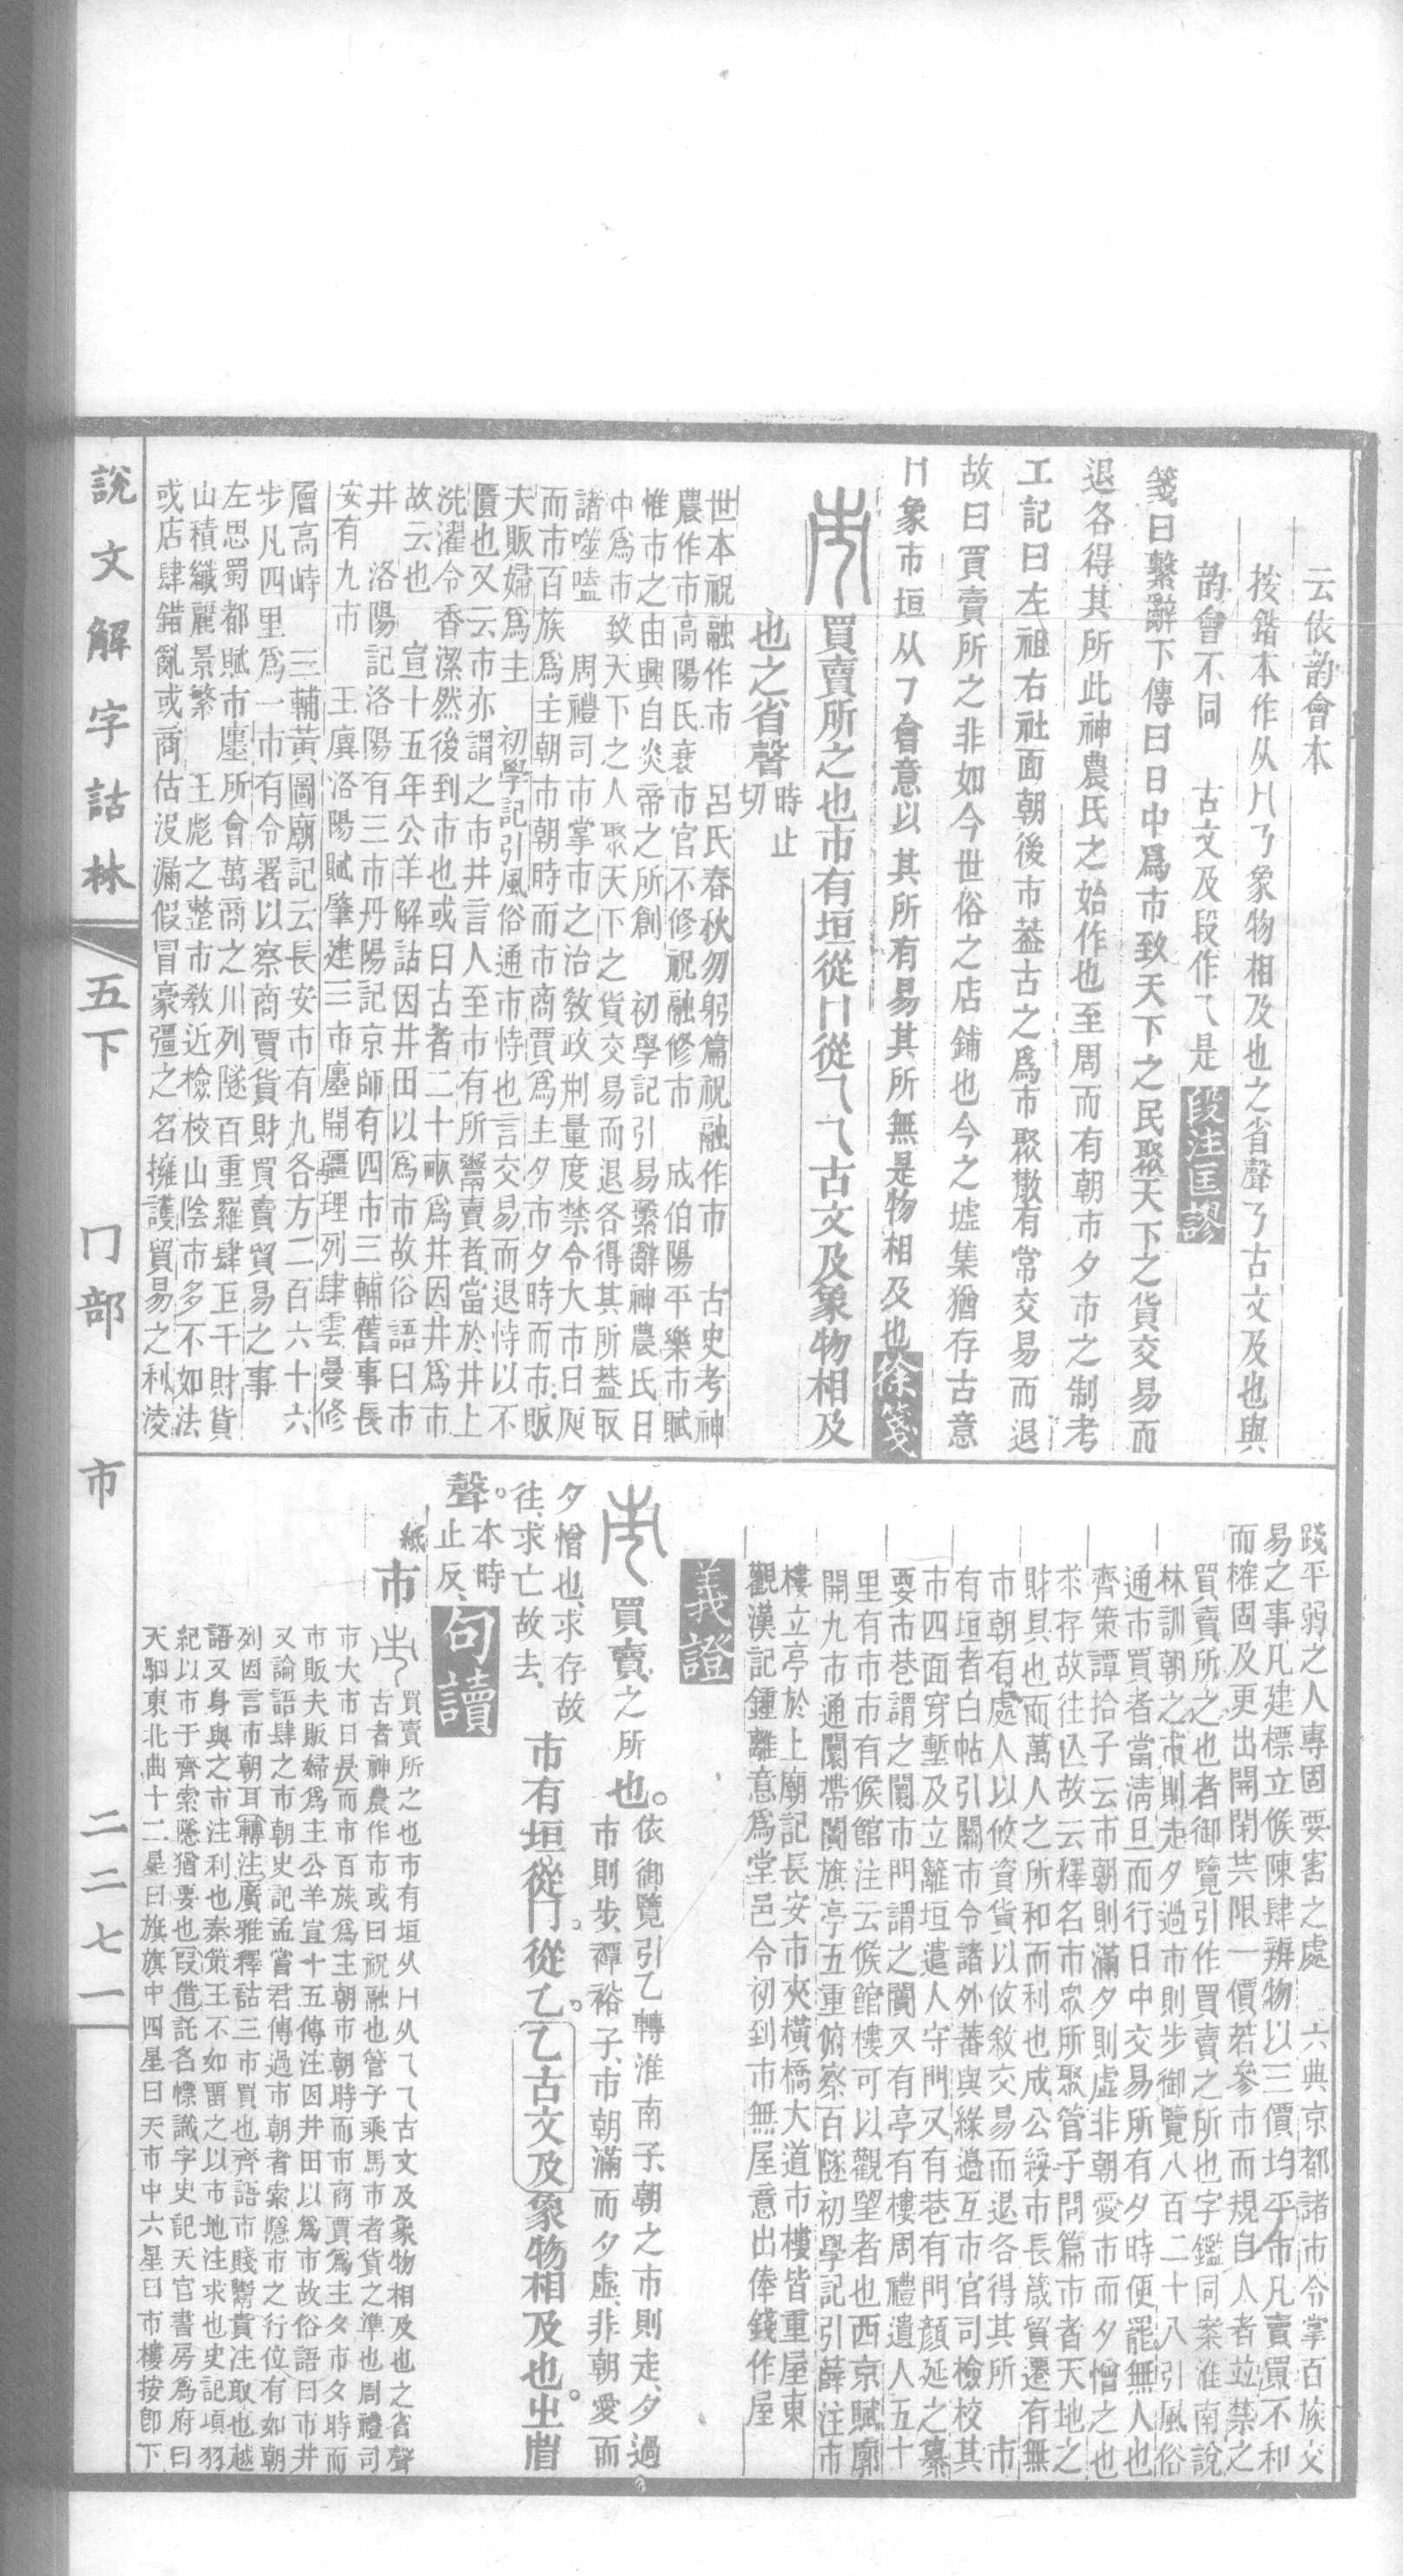 云依韵會本
按鍇本作从𠘨㇋象物相及也之省聲㇋古文及也與
韵會不同　古文及段作乁是段注匡謬
箋曰繫辭下傳曰日中爲市致天下之民聚天下之貨交易而
退各得其所此神農氏之始作也至周而有朝市夕市之制考
工記曰左祖右社面朝後市葢古之爲市聚散有常交易而退
故曰買賣所之非如今世俗之店鋪也今之墟集猶存古意
冂象市垣从㇇會意以其所有易其所無是物相及也徐箋
買賣所之也市有垣從冂從乁乁古文及象物相及
也之省聲時止切
世本祝融作市　呂氏春秋勿躬篇祝融作市　古史考神
農作市高陽氏衰市官不修祝融修市　成伯陽平樂市賦
惟市之由興自炎帝之所創　初學記引易繫辭神農氏日
中爲市致天下之人聚天下之貨交易而退各得其所葢取
諸噬嗑　周禮司市掌市之治敎政刑量度禁令大市日昃
而市百族爲主朝市朝時而市商賈爲主夕市夕時而市販
夫販婦爲主　初學記引風俗通市恃也言交易而退恃以不
匱也又云市亦謂之市井言人至市有所鬻賣者當於井上
洗濯令香潔然後到市也或曰古者二十畝爲井因井爲市
故云也　宣十五年公羊解詁因井田以爲市故俗語曰市
井　洛陽記洛陽有三市丹陽記京師有四市三輔舊事長
安有九市　王廙洛陽賦肇建三市廛開疆理列肆雲曼修
層高峙　三輔黃圖廟記云長安市有九各方二百六十六
步凡四里爲一市有令署以察商賈貨財買賣貿易之事
左思蜀都賦市廛所會萬商之川列隧百重羅肆巨千財貨
山積纖麗景繁　王彪之整市敎近檢校山陰市多不如法
或店肆錯亂或商估沒漏假冒豪彊之名擁護貿易之利淩
踐平弱之人專固要害之處　六典京都諸市令掌百族交
易之事凡建標立候陳肆辨物以三價均平市凡賣買不和
而榷固及更出開閉共限一價若參市而規自入者竝禁之
買賣所之也者御覽引作買賣之所也字鑑同案淮南說
林訓朝之市則走夕過市則步御覽八百二十八引風俗
通市買者當淸旦而行日中交易所有夕時便罷無人也
齊策譚拾子云市朝則滿夕則虛非朝愛市而夕憎之也
求存故往亾故云釋名市眾所聚管子問篇市者天地之
財具也而萬人之所和而利也成公綏市長箴貿遷有無
市朝有處人以攸資貨以攸敘交易而退各得其所　市
有垣者白帖引關市令諸外蕃與緣邊互市官司檢校其
市四面穿塹及立籬垣遣人守門又有巷有門顏延之纂
要市巷謂之闤市門謂之闠又有亭有樓周禮遺人五十
里有市市有候館注云候館樓可以觀望者也西京賦廓
開九市通闤帶闠旗亭五重俯察百隧初學記引薛注市
樓立亭於上廟記長安市夾橫橋大道市樓皆重屋東
觀漢記鍾離意爲堂邑令初到市無屋意出俸錢作屋
義證
買賣之所也。依御覽引乙轉淮南子、朝之市則走、夕過
市則步、襌裕子、市朝滿而夕虛、非朝愛而
夕憎也、求存故
往、求亡故去、市有垣。從冂。從乁。乁古文及象物相及也。㞢省
聲。本時止反、句讀
紙
市　買賣所之也市有垣从冂从乁乁古文及象物相及也之省聲
古者神農作市或曰祝融也管子乘馬市者貨之準也周禮司
市大市日昃而市百族爲主朝市朝時而市商賈爲主夕市夕時而
市販夫販婦爲主公羊宣十五傳注因井田以爲市故俗語曰市井
又論語肆之市朝史記孟嘗君傳過市朝者索隱市之行位有如朝
列因言市朝耳轉注廣雅釋詁三市買也齊語市賤鬻貴注取也越
語又身與之市注利也秦策王不如留之以市地注求也史記項羽
紀以市于齊索隱猶要也叚借託名幖識字史記天官書房爲府曰
天駟東北曲十二星曰旗旗中四星曰天市中六星曰市樓按卽下
說文解字詁林　五下　冂部　市　二二七一